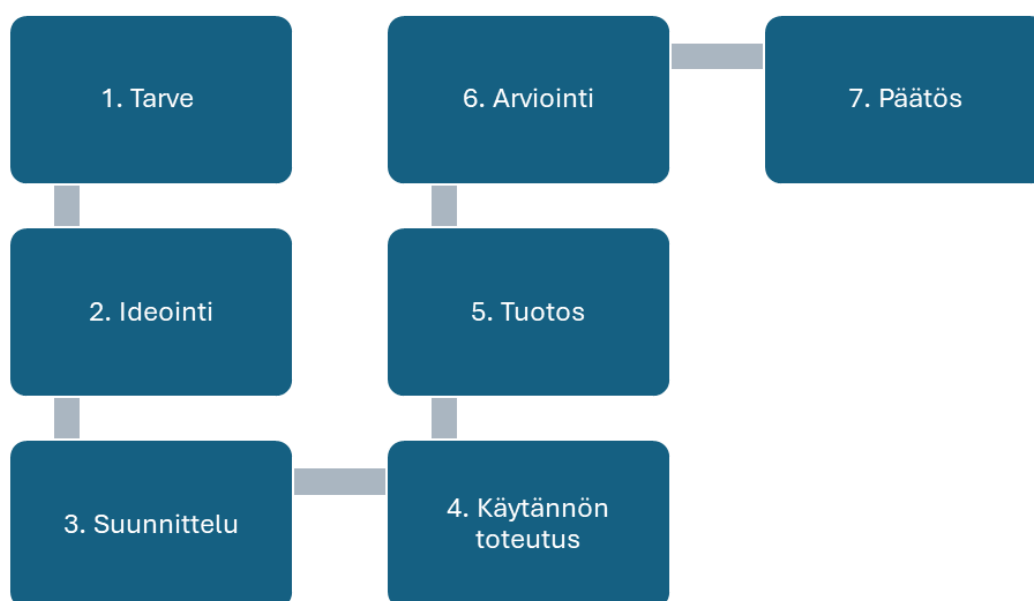 1. Tarve
2. Ideointi
3. Suunnittelu
4. Käytännön
toteutus
5. Tuotos
6. Arviointi
7. Päätös